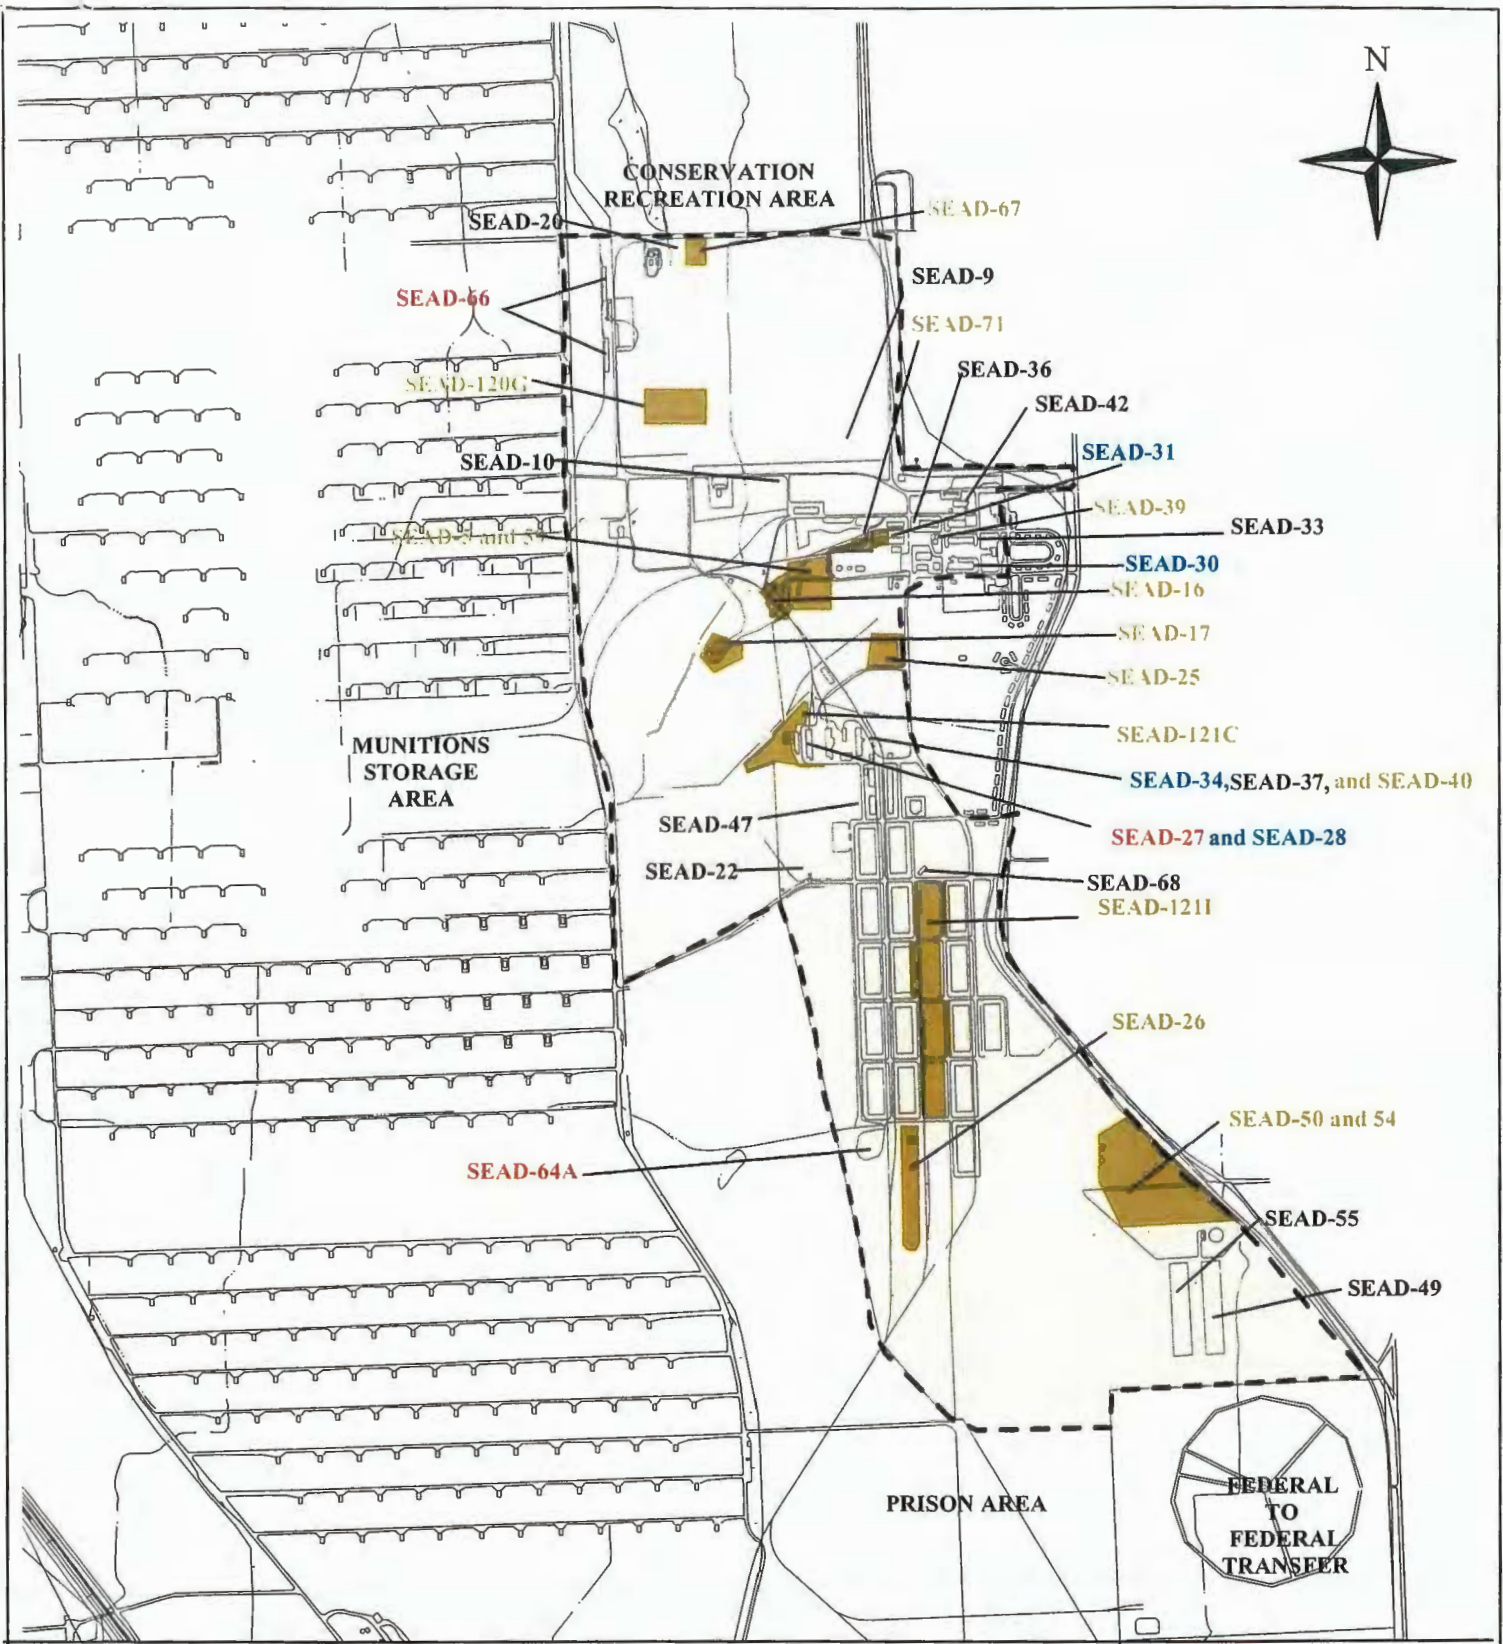 N
CONSERVATION
RECREATION AREA
SEAD-67
SEAD-20
SEAD-9
SEAD-66
SEAD-71
SEAD-36
SEAD-120G
SEAD-42
SEAD-31
SEAD-10
SEAD-39
SEAD-33
SEAD-5 and 59
SEAD-30
SEAD-16
SEAD-17
SEAD-25
SEAD-121C
MUNITIONS
STORAGE
AREA
SEAD-34, SEAD-37, and SEAD-40
SEAD-47
SEAD-27 and SEAD-28
SEAD-22
SEAD-68
SEAD-121I
SEAD-26
SEAD-50 and 54
SEAD-64A
SEAD-55
SEAD-49
PRISON AREA
FEDERAL
TO
FEDERAL
TRANSFER